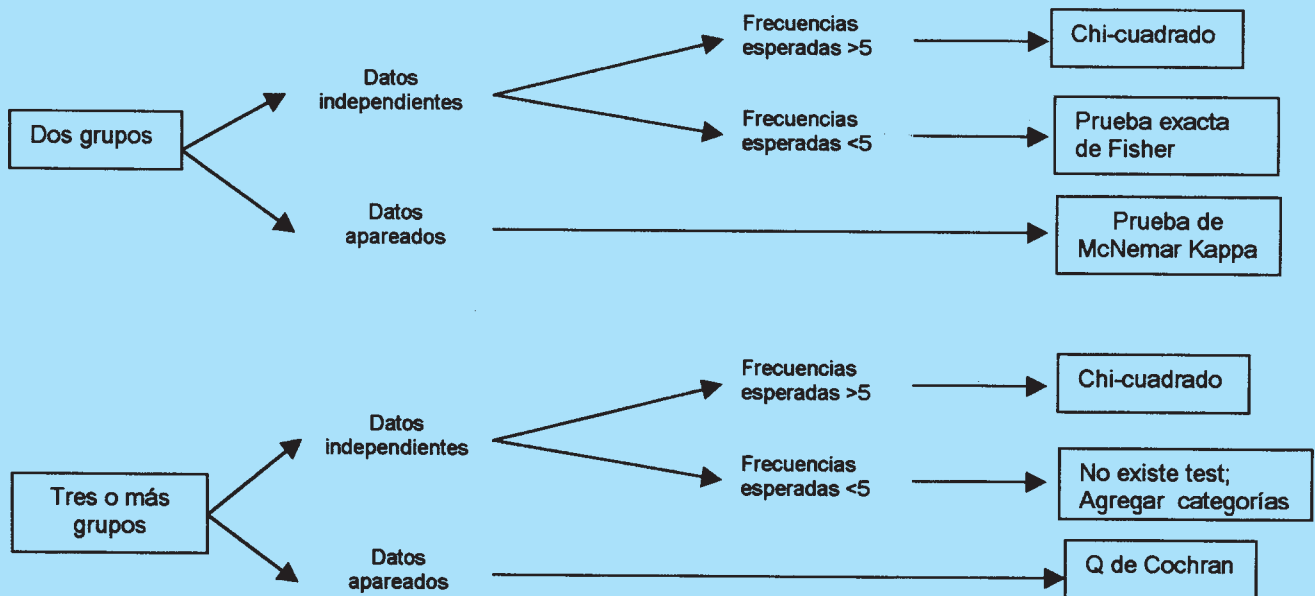 Frecuencias
esperadas >5
Chi-cuadrado
Datos
independientes
Frecuencias
esperadas <5
Prueba exacta
de Fisher
Dos grupos
Datos
apareados
Prueba de
McNemar Kappa
Frecuencias
esperadas >5
Chi-cuadrado
Datos
independientes
Frecuencias
esperadas <5
No existe test;
Agregar categorías
Tres o más
grupos
Datos
apareados
Q de Cochran